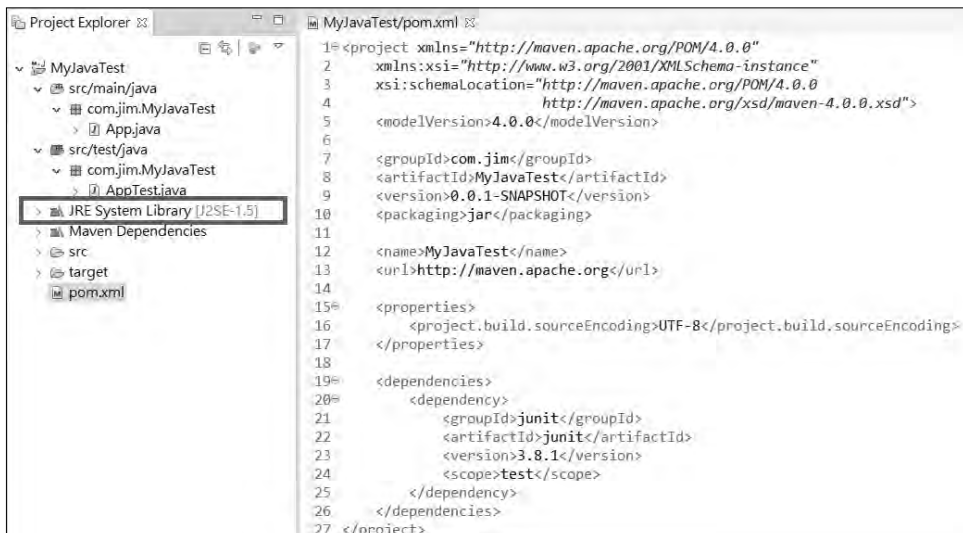 Project Explorer
MyJavaTest
src/main/java
com.jim.MyJavaTest
App.java
src/test/java
com.jim.MyJavaTest
AppTest.java
JRE System Library [J2SE-1.5]
Maven Dependencies
src
target
pom.xml
MyJavaTest/pom.xml
1 <project xmlns="http://maven.apache.org/POM/4.0.0"
2 xmlns:xsi="http://www.w3.org/2001/XMLSchema-instance"
3 xsi:schemaLocation="http://maven.apache.org/POM/4.0.0
4 http://maven.apache.org/xsd/maven-4.0.0.xsd">
5 <modelVersion>4.0.0</modelVersion>
6
7 <groupId>com.jim</groupId>
8 <artifactId>MyJavaTest</artifactId>
9 <version>0.0.1-SNAPSHOT</version>
10 <packaging>jar</packaging>
11
12 <name>MyJavaTest</name>
13 <url>http://maven.apache.org</url>
14
15 <properties>
16 <project.build.sourceEncoding>UTF-8</project.build.sourceEncoding>
17 </properties>
18
19 <dependencies>
20 <dependency>
21 <groupId>junit</groupId>
22 <artifactId>junit</artifactId>
23 <version>3.8.1</version>
24 <scope>test</scope>
25 </dependency>
26 </dependencies>
27 </project>